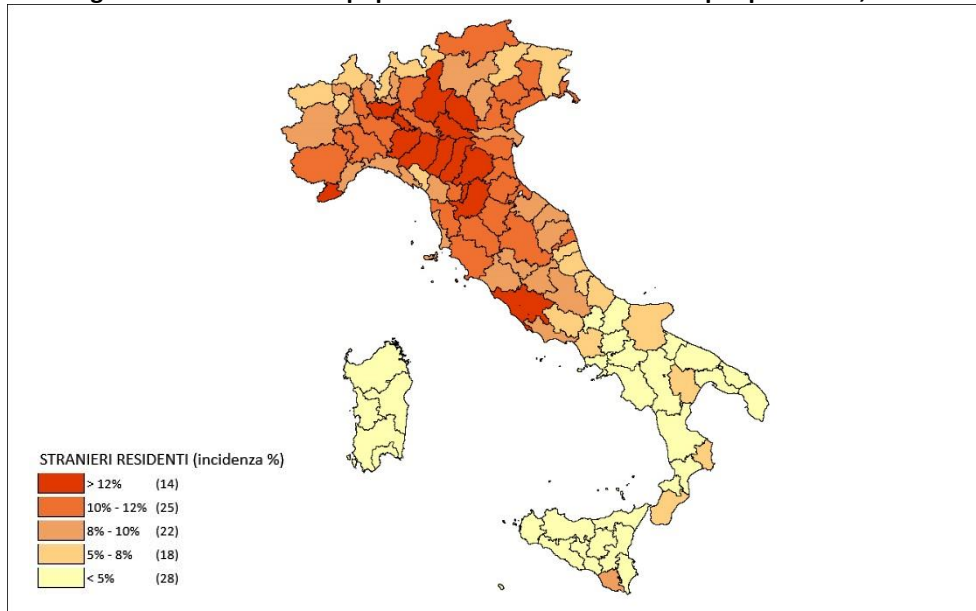 STRANIERI RESIDENTI (incidenza %)
> 12% (14)
10% - 12% (25)
8% - 10% (22)
5% - 8% (18)
< 5% (28)